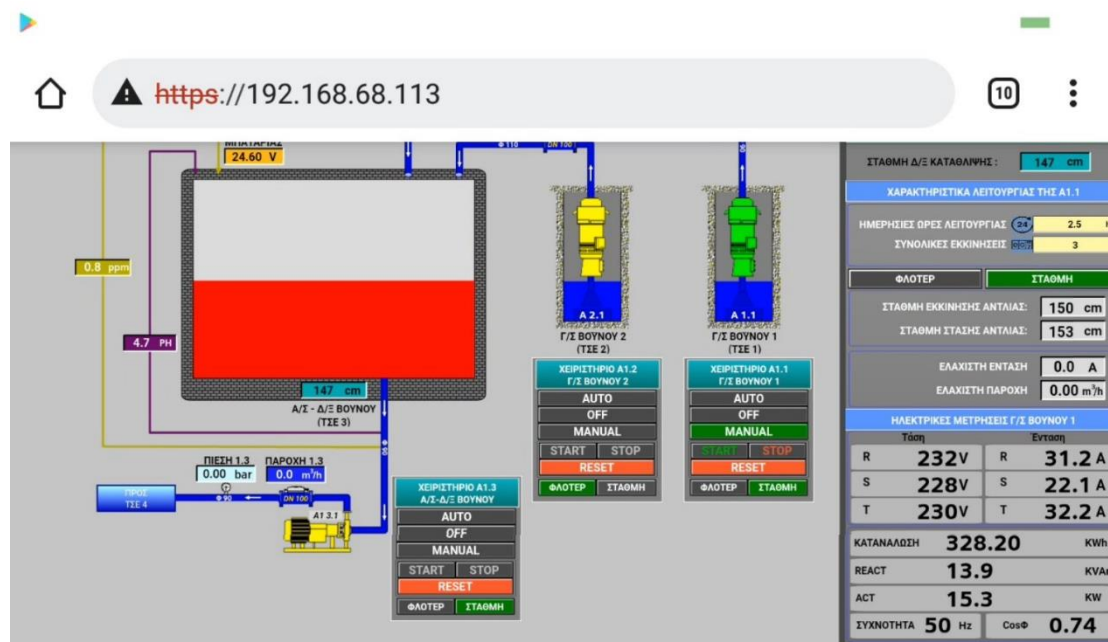 https://192.168.68.113
10
ΜΠΑΤΑΡΙΑΣ
24.60 V
Φ 110
DN 100
0.8 ppm
4.7 PH
147 cm
Α/Σ - Δ/Ξ ΒΟΥΝΟΥ
(ΤΣΕ 3)
ΠΙΕΣΗ 1.3
ΠΑΡΟΧΗ 1.3
0.00 bar
0.0 m³/h
ΠΡΟΣ
ΤΣΕ 4
Φ 90
DN 100
A1 3.1
A 2.1
Γ/Σ ΒΟΥΝΟΥ 2
(ΤΣΕ 2)
A 1.1
Γ/Σ ΒΟΥΝΟΥ 1
(ΤΣΕ 1)
ΧΕΙΡΙΣΤΗΡΙΟ Α1.3
Α/Σ-Δ/Ξ ΒΟΥΝΟΥ
AUTO
OFF
MANUAL
START STOP
RESET
ΦΛΟΤΕΡ ΣΤΑΘΜΗ
ΧΕΙΡΙΣΤΗΡΙΟ Α1.2
Γ/Σ ΒΟΥΝΟΥ 2
AUTO
OFF
MANUAL
START STOP
RESET
ΦΛΟΤΕΡ ΣΤΑΘΜΗ
ΧΕΙΡΙΣΤΗΡΙΟ Α1.1
Γ/Σ ΒΟΥΝΟΥ 1
AUTO
OFF
MANUAL
START STOP
RESET
ΦΛΟΤΕΡ ΣΤΑΘΜΗ
ΣΤΑΘΜΗ Δ/Ξ ΚΑΤΑΘΛΙΨΗΣ : 147 cm
ΧΑΡΑΚΤΗΡΙΣΤΙΚΑ ΛΕΙΤΟΥΡΓΙΑΣ ΤΗΣ Α1.1
ΗΜΕΡΗΣΙΕΣ ΩΡΕΣ ΛΕΙΤΟΥΡΓΙΑΣ 24 2.5
ΣΥΝΟΛΙΚΕΣ ΕΚΚΙΝΗΣΕΙΣ 3
ΦΛΟΤΕΡ ΣΤΑΘΜΗ
ΣΤΑΘΜΗ ΕΚΚΙΝΗΣΗΣ ΑΝΤΛΙΑΣ: 150 cm
ΣΤΑΘΜΗ ΣΤΑΣΗΣ ΑΝΤΛΙΑΣ: 153 cm
ΕΛΑΧΙΣΤΗ ΕΝΤΑΣΗ 0.0 A
ΕΛΑΧΙΣΤΗ ΠΑΡΟΧΗ 0.00 m³/h
ΗΛΕΚΤΡΙΚΕΣ ΜΕΤΡΗΣΕΙΣ Γ/Σ ΒΟΥΝΟΥ 1
Τάση Ένταση
R 232V R 31.2 A
S 228V S 22.1 A
T 230V T 32.2 A
ΚΑΤΑΝΑΛΩΣΗ 328.20 KWh
REACT 13.9 KVAr
ACT 15.3 KW
ΣΥΧΝΟΤΗΤΑ 50 Hz CosΦ 0.74